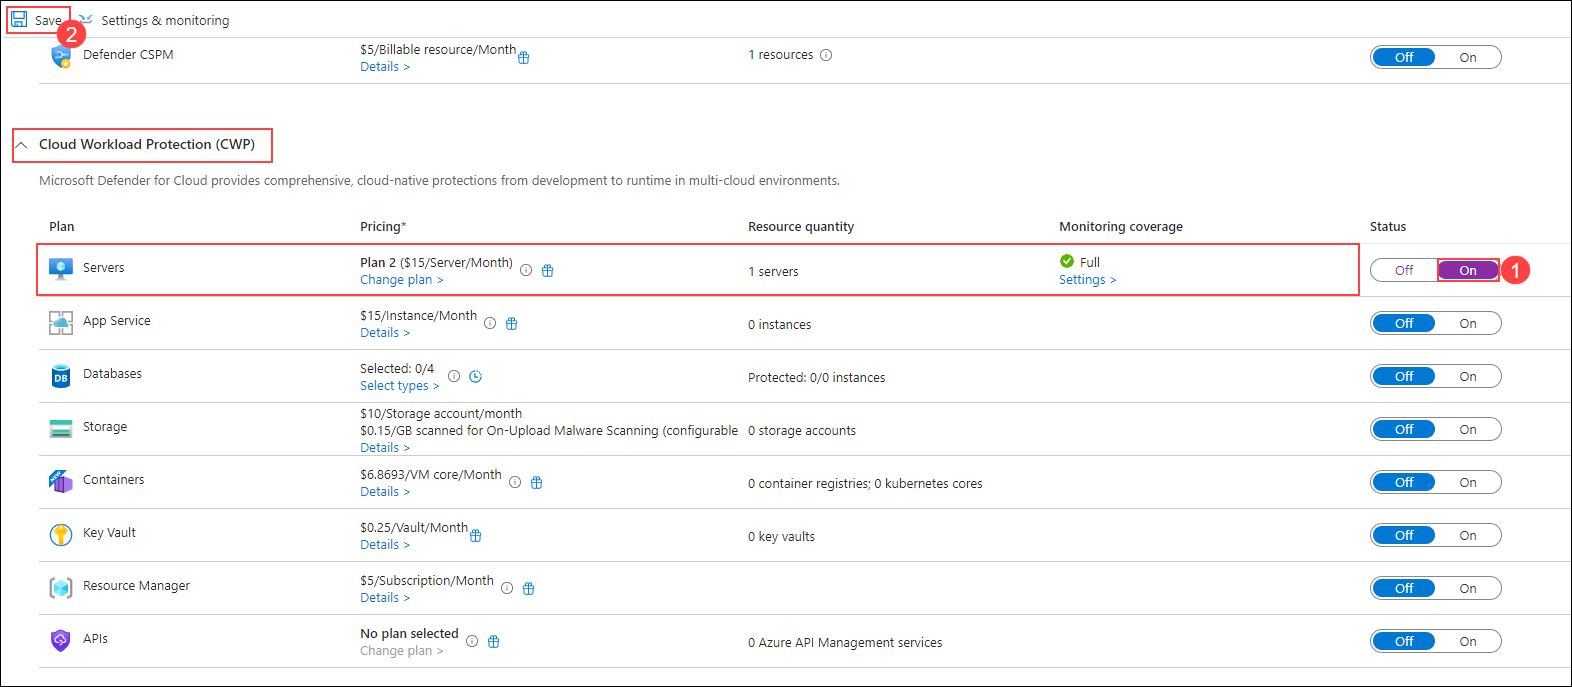 Save
Settings & monitoring
2
Defender CSPM
$5/Billable resource/Month
Details >
1 resources
Off On
Cloud Workload Protection (CWP)
Microsoft Defender for Cloud provides comprehensive, cloud-native protections from development to runtime in multi-cloud environments.
Plan Pricing* Resource quantity Monitoring coverage Status
Servers
Plan 2 ($15/Server/Month)
Change plan >
1 servers
Full
Settings >
Off On
1
App Service
$15/Instance/Month
Details >
0 instances
Off On
Databases
Selected: 0/4
Select types >
Protected: 0/0 instances
Off On
DB
Storage
$10/Storage account/month
$0.15/GB scanned for On-Upload Malware Scanning (configurable
Details >
0 storage accounts
Off On
Containers
$6.8693/VM core/Month
Details >
0 container registries; 0 kubernetes cores
Off On
Key Vault
$0.25/Vault/Month
Details >
0 key vaults
Off On
Resource Manager
$5/Subscription/Month
Details >
Off On
APIs
No plan selected
Change plan >
0 Azure API Management services
Off On